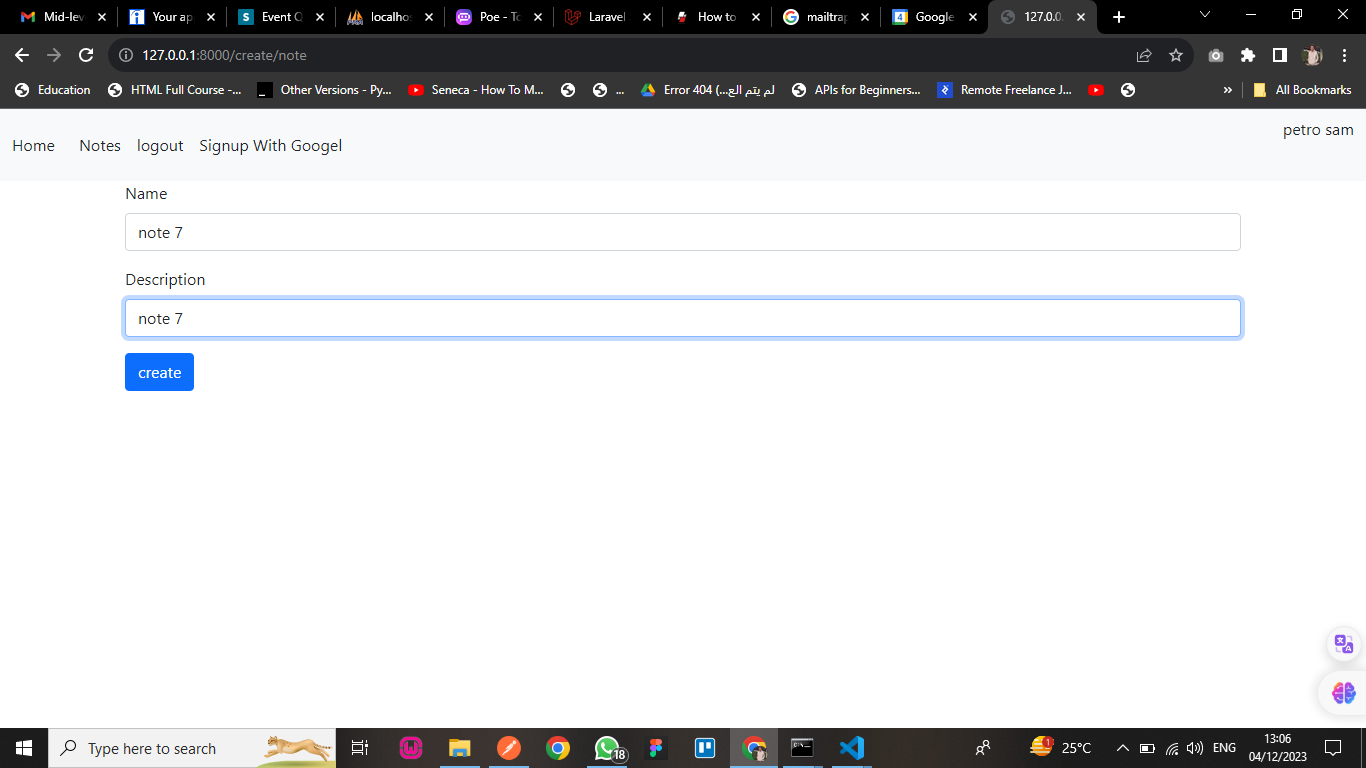 Mid-lev
Your ap
Event Q
localhos
Poe - To
Laravel
How to
mailtrap
Google
127.0.0.
127.0.0.1:8000/create/note
Education
HTML Full Course -...
Other Versions - Py...
Seneca - How To M...
...
Error 404 (...لم يتم الع
APIs for Beginners...
Remote Freelance J...
»
All Bookmarks
Home
Notes
logout
Signup With Googel
petro sam
Name
note 7
Description
note 7
create
Type here to search
18
1
25°C
ENG
13:06
04/12/2023